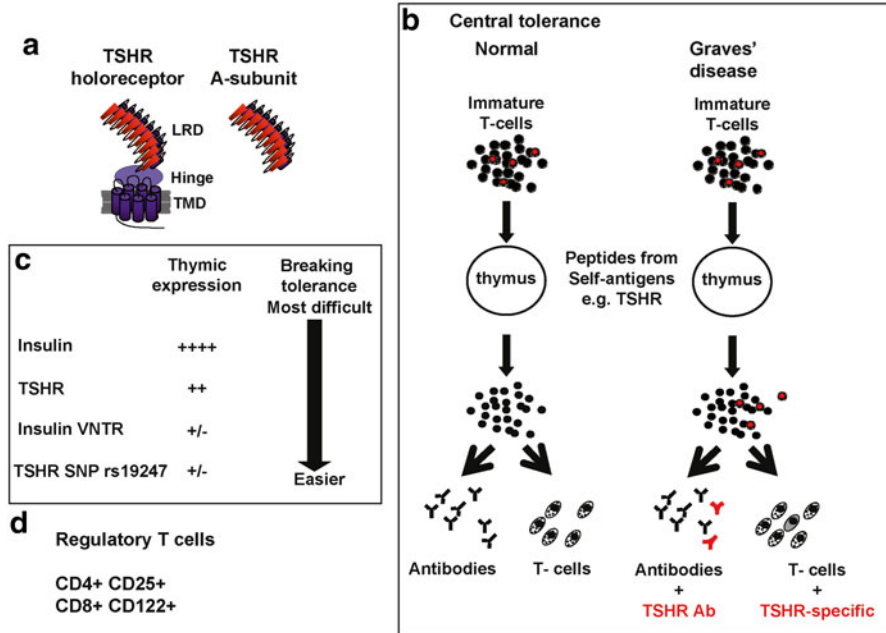 a
TSHR
holoreceptor
TSHR
A-subunit
LRD
Hinge
TMD
b
Central tolerance
Normal
Graves'
disease
Immature
T-cells
Immature
T-cells
thymus
Peptides from
Self-antigens
e.g. TSHR
thymus
Antibodies
T- cells
Antibodies
+
TSHR Ab
T- cells
+
TSHR-specific
c
Thymic
expression
Breaking
tolerance
Most difficult
Insulin ++++
TSHR ++
Insulin VNTR +/-
TSHR SNP rs19247 +/-
Easier
d
Regulatory T cells
CD4+ CD25+
CD8+ CD122+